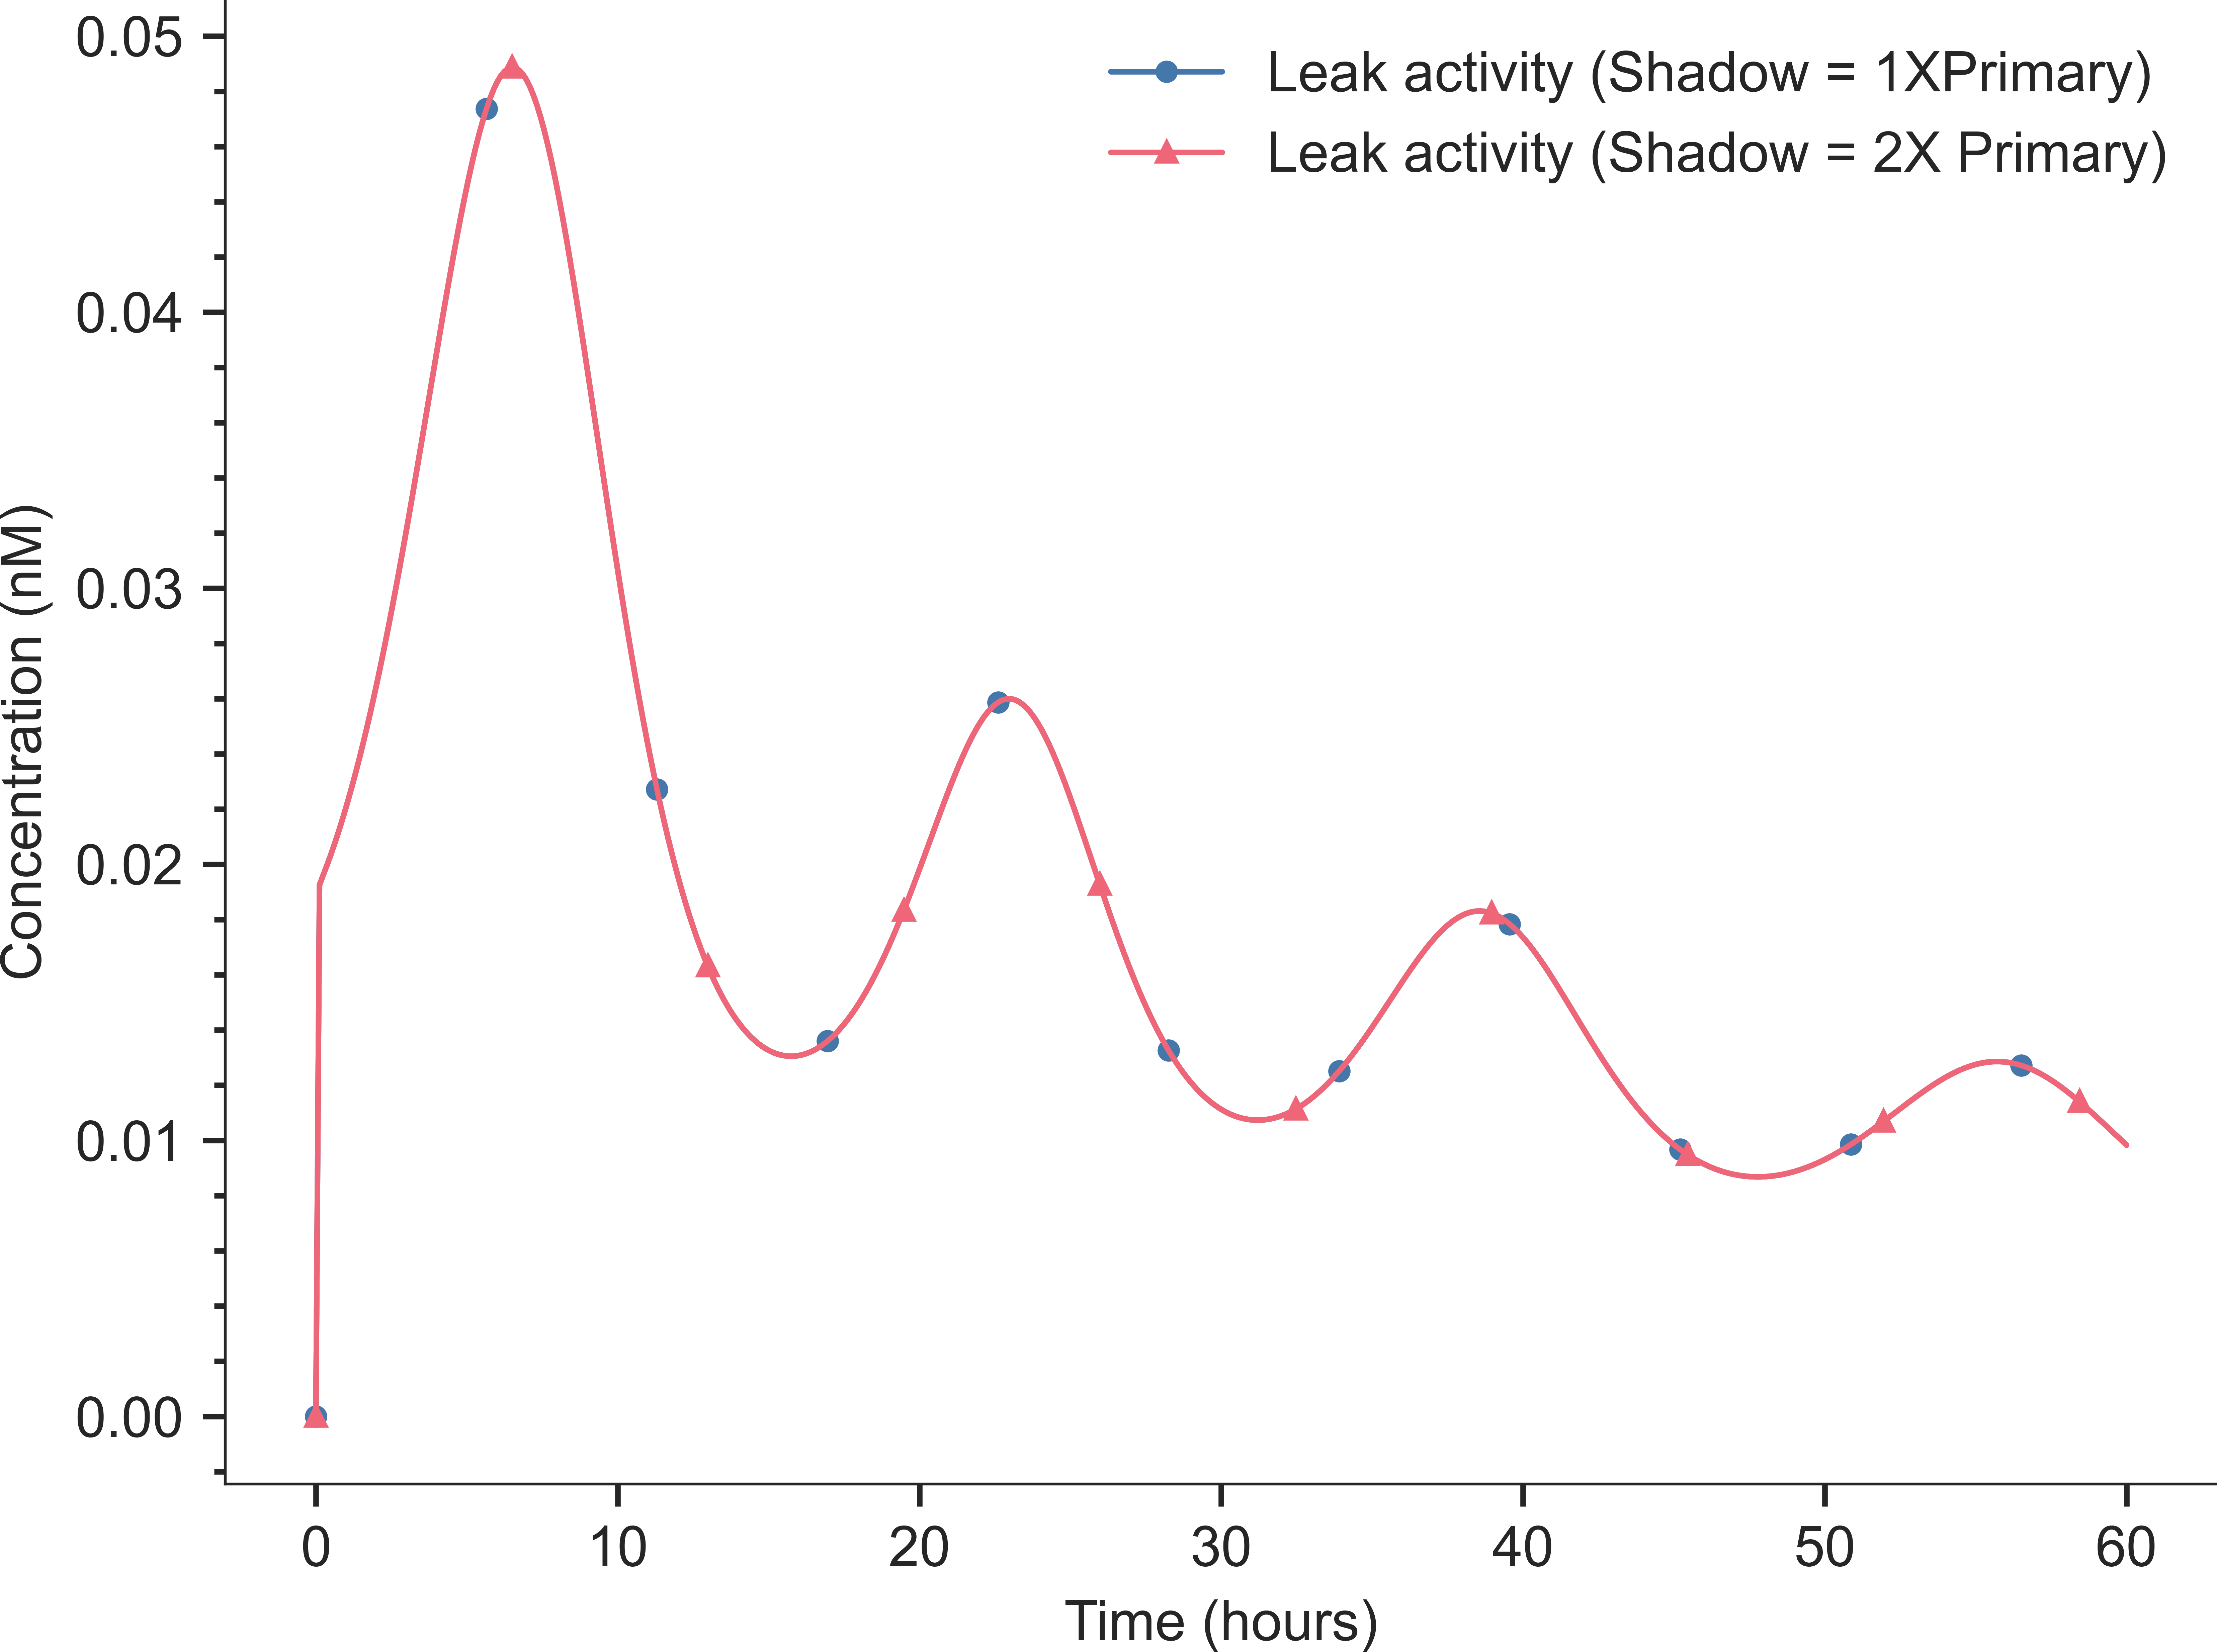 Leak activity (Shadow = 1XPrimary)
Leak activity (Shadow = 2X Primary)
Concentration (nM)
0.05
0.04
0.03
0.02
0.01
0.00
0 10 20 30 40 50 60
Time (hours)